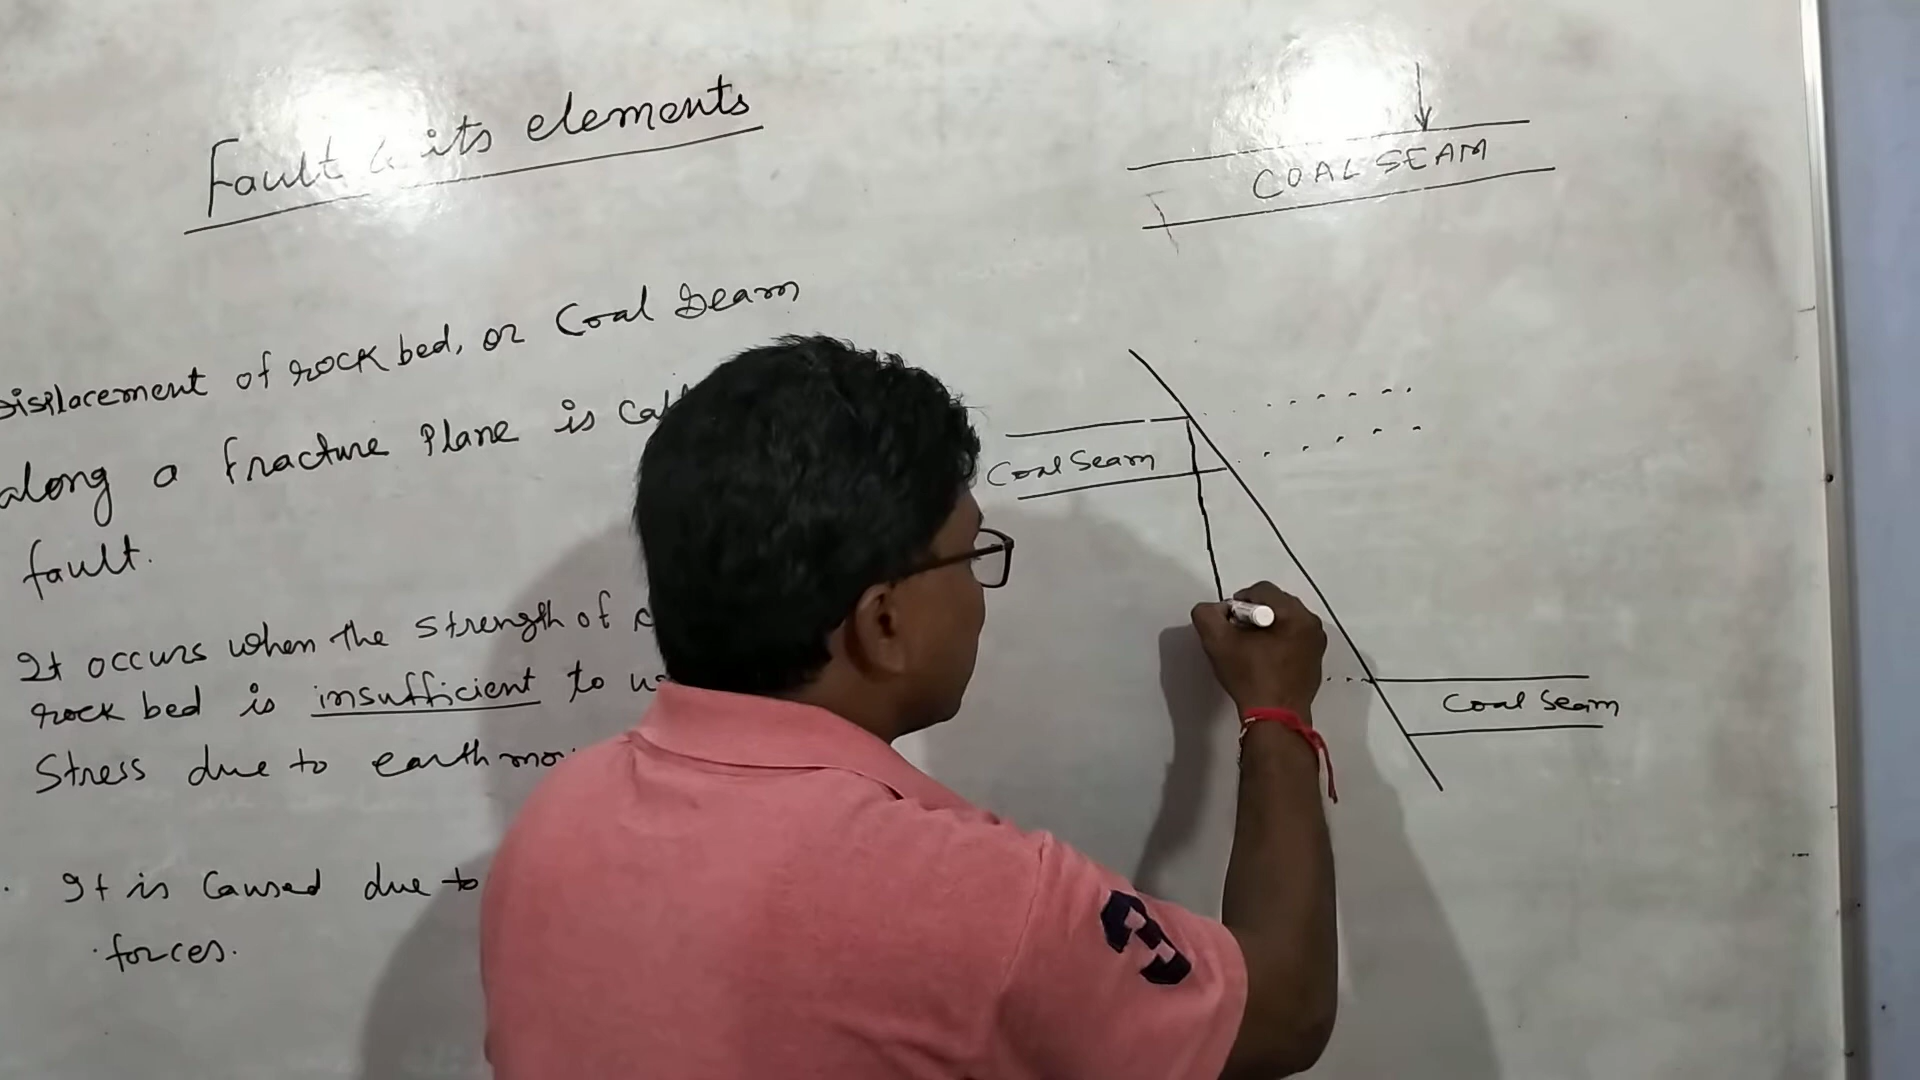 Fault & its elements
COAL SEAM
Displacement of rock bed, or Coal Seam
along a fracture Plane is
fault.
It occurs when the strength of
rock bed is insufficient to
Stress due to earth
It is Caused due to
forces.
Coal Seam
Coal Seam